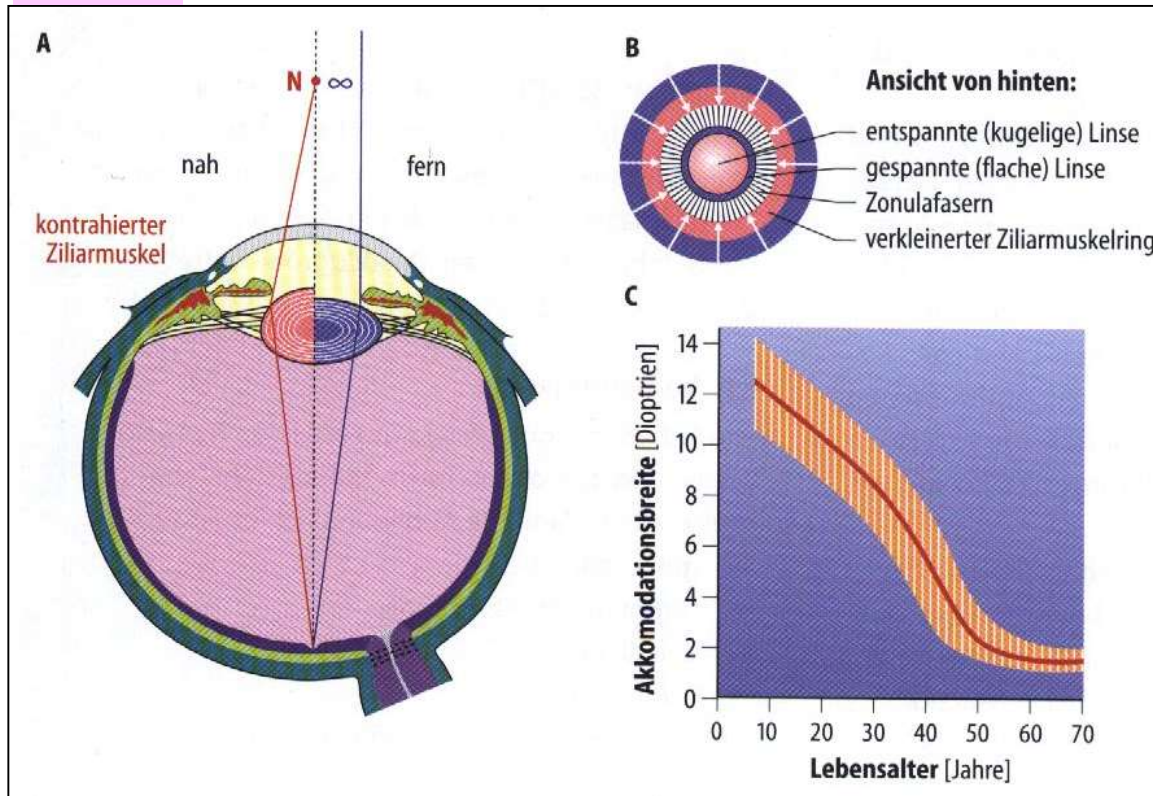 A
N ∞
nah
fern
kontrahierter
Ziliarmuskel
B
Ansicht von hinten:
entspannte (kugelige) Linse
gespannte (flache) Linse
Zonulafasern
verkleinerter Ziliarmuskelring
C
Akkomodationsbreite [Dioptrien]
14
12
10
8
6
4
2
0
0 10 20 30 40 50 60 70
Lebensalter [Jahre]